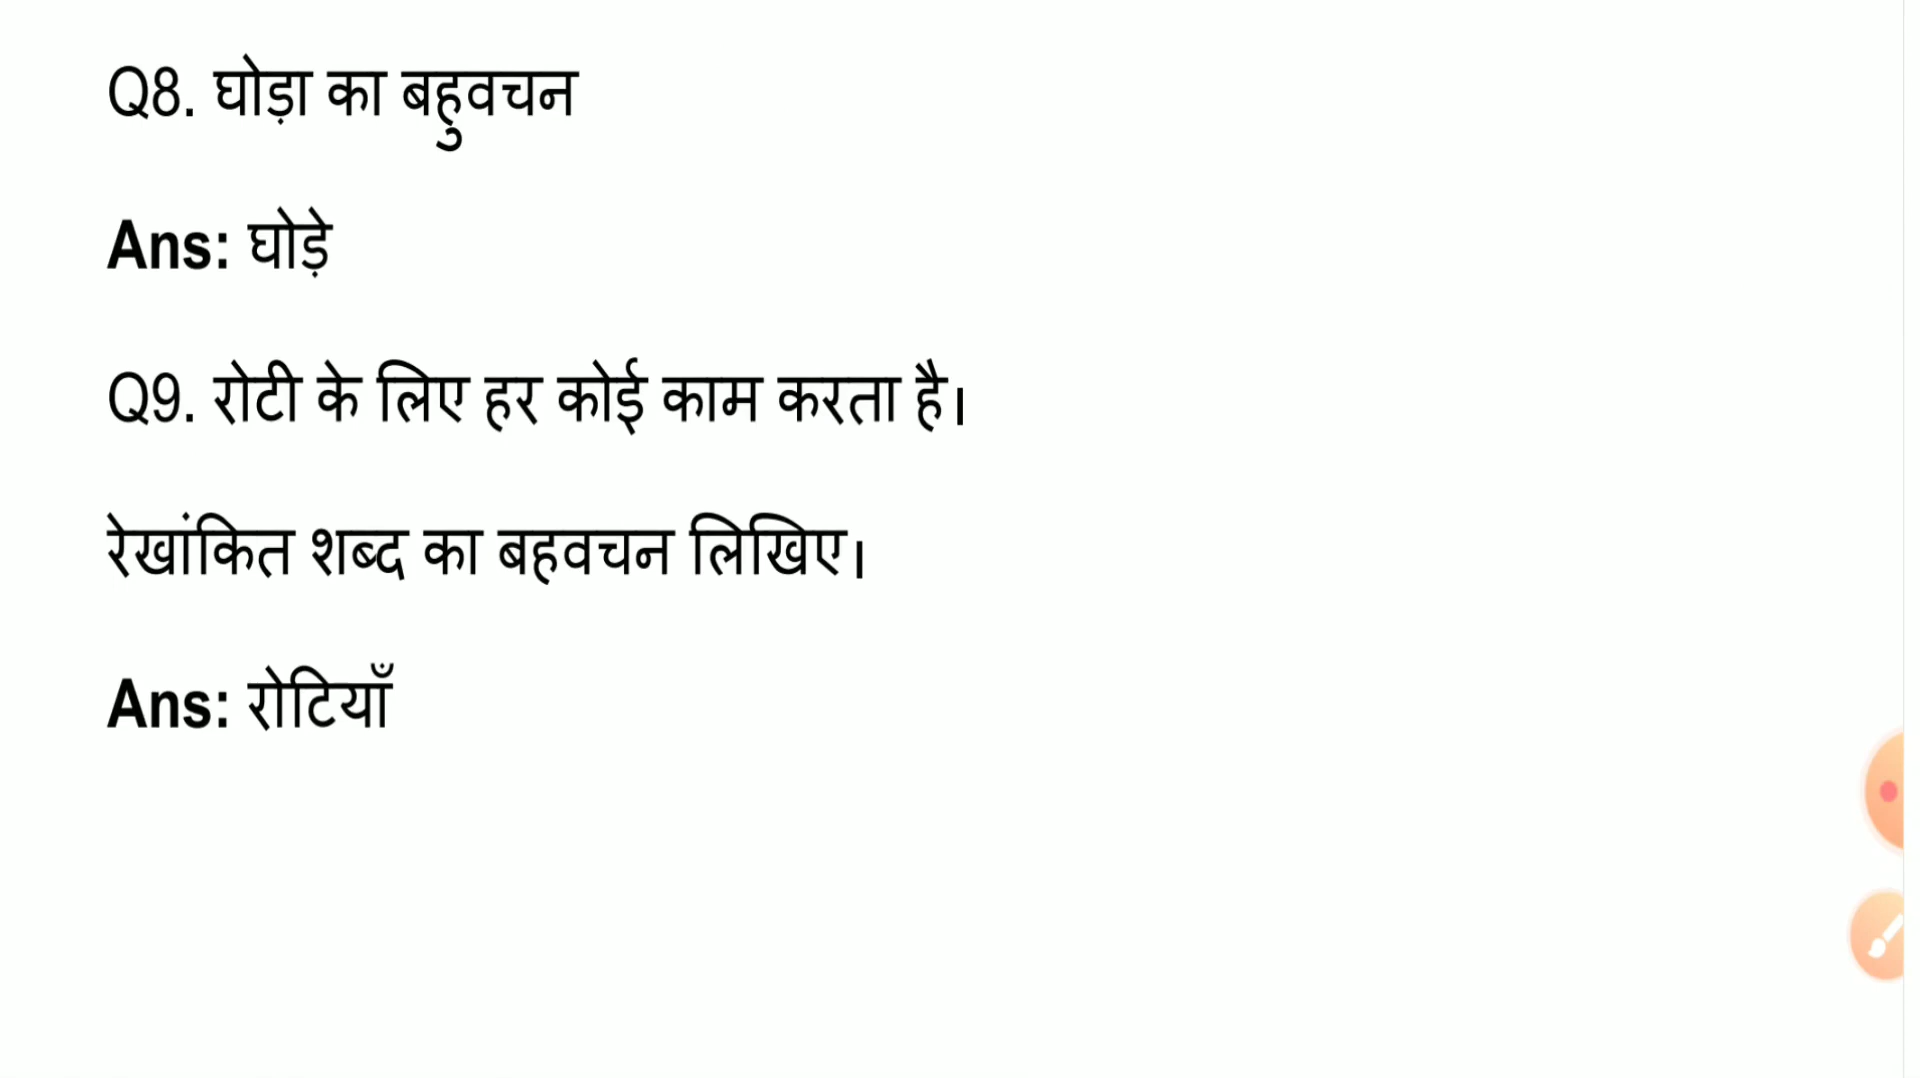 Q8. घोड़ा का बहुवचन
Ans: घोड़े
Q9. रोटी के लिए हर कोई काम करता है।
रेखांकित शब्द का बहवचन लिखिए।
Ans: रोटियाँ